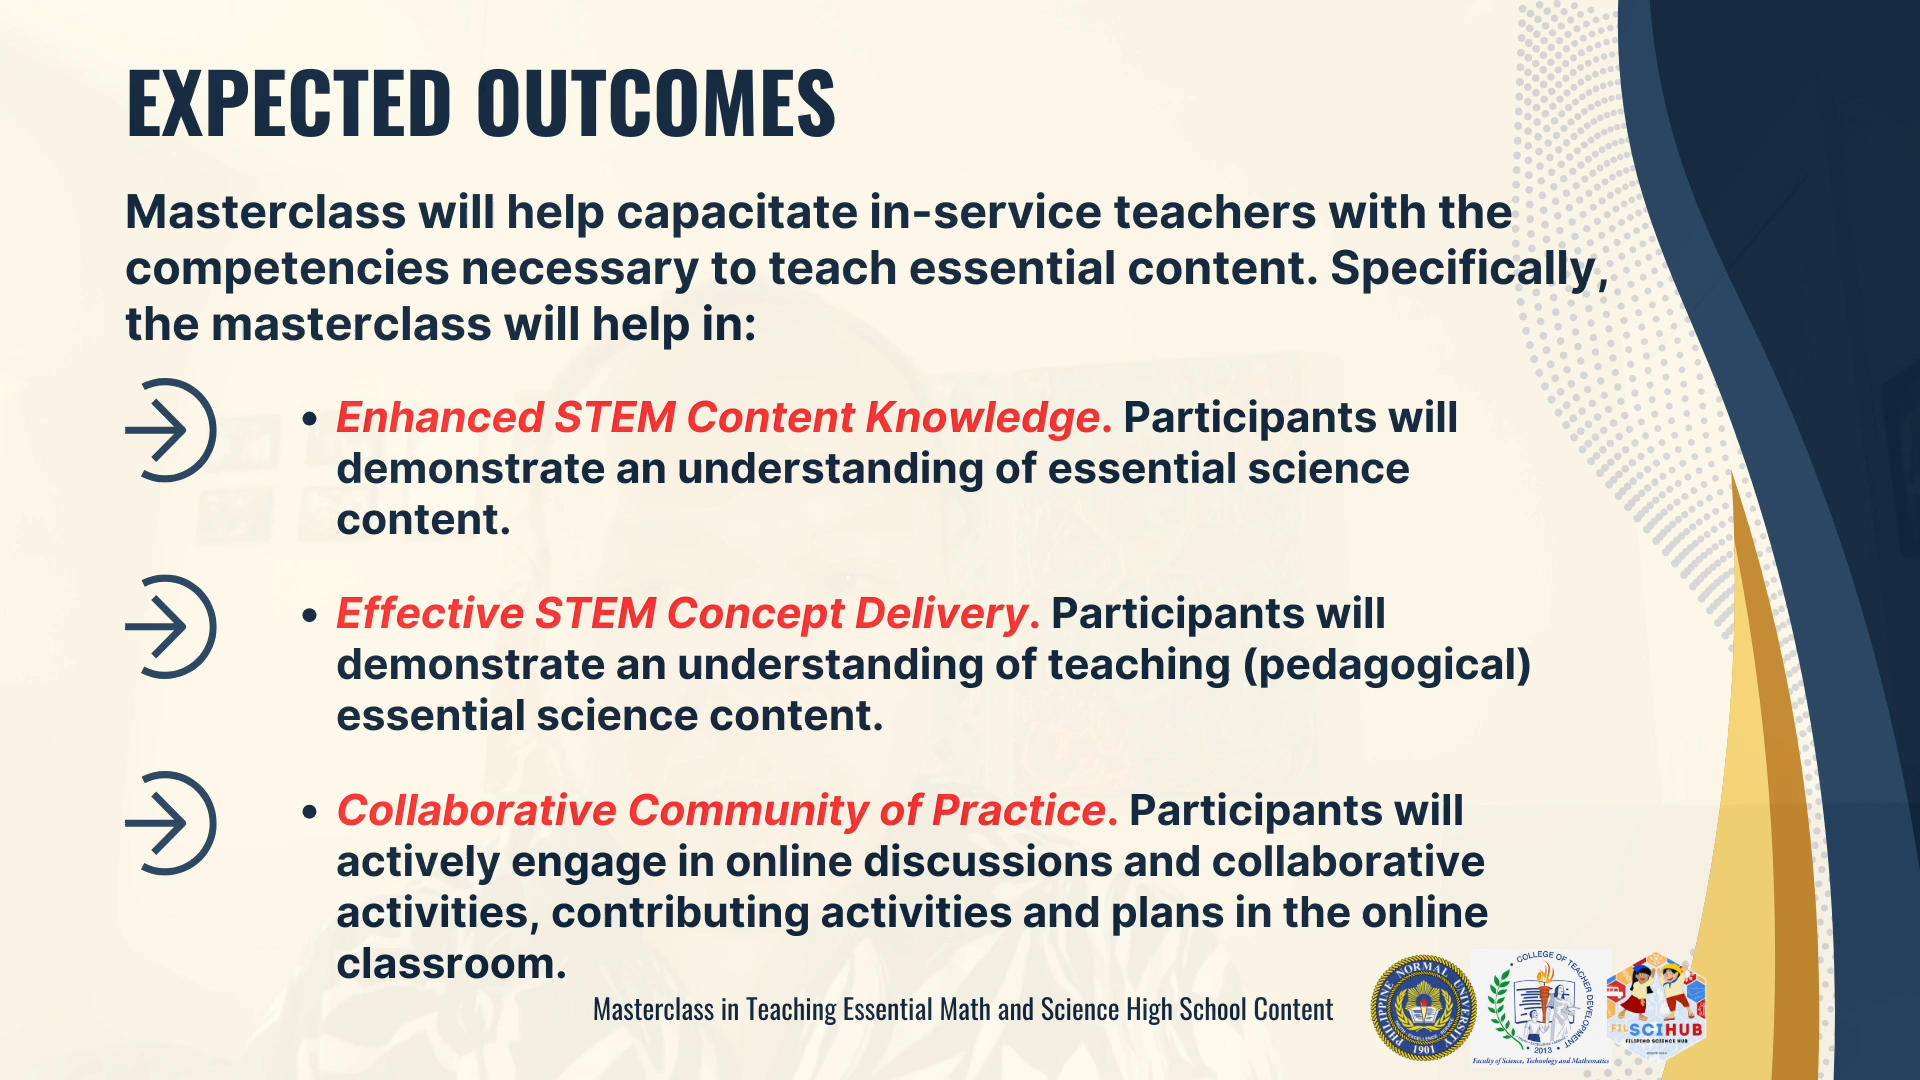 EXPECTED OUTCOMES
Masterclass will help capacitate in-service teachers with the
competencies necessary to teach essential content. Specifically,
the masterclass will help in:
• Enhanced STEM Content Knowledge. Participants will
demonstrate an understanding of essential science
content.
• Effective STEM Concept Delivery. Participants will
demonstrate an understanding of teaching (pedagogical)
essential science content.
• Collaborative Community of Practice. Participants will
actively engage in online discussions and collaborative
activities, contributing activities and plans in the online
classroom.
Masterclass in Teaching Essential Math and Science High School Content
PHILIPPINE NORMAL UNIVERSITY
1901
COLLEGE OF TEACHER DEVELOPMENT
• 2013 •
Faculty of Science, Technology and Mathematics
FILSCIHUB
FILIPINO SCIENCE HUB